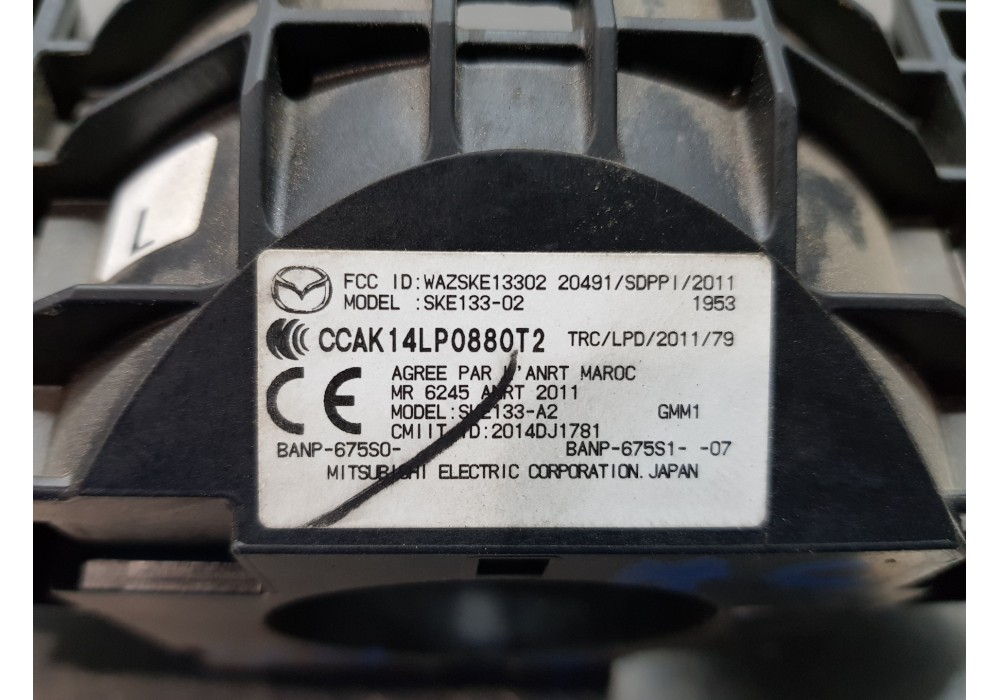 L
FCC ID:WAZSKE13302 20491/SDPPI/2011
MODEL :SKE133-02 1953
CCAK14LP0880T2 TRC/LPD/2011/79
CE
AGREE PAR L'ANRT MAROC
MR 6245 ANRT 2011
MODEL:SKE133-A2 GMM1
CMIIT ID:2014DJ1781
BANP-675S0- BANP-675S1- -07
MITSUBISHI ELECTRIC CORPORATION. JAPAN